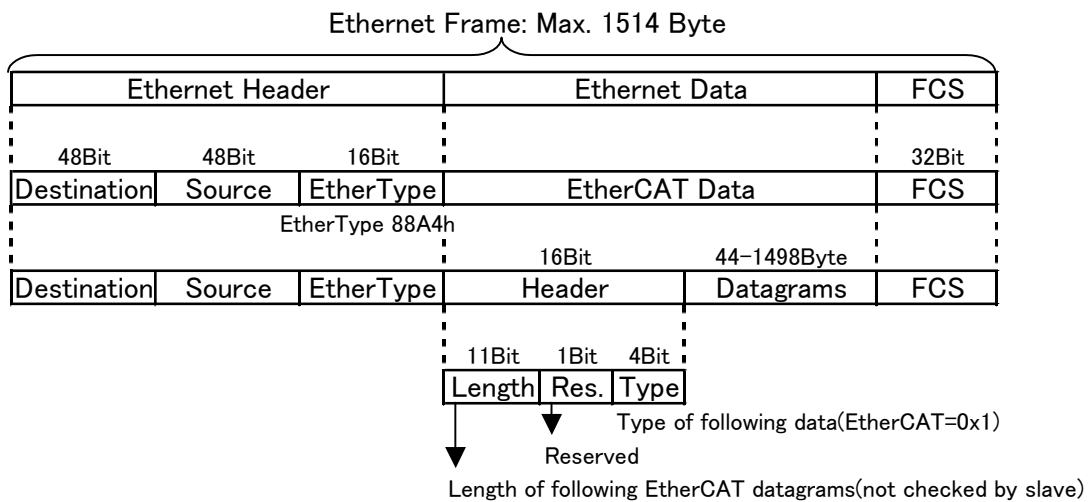 Ethernet Frame: Max. 1514 Byte
Ethernet Header Ethernet Data FCS
48Bit 48Bit 16Bit 32Bit
Destination Source EtherType EtherCAT Data FCS
EtherType 88A4h
16Bit 44-1498Byte
Destination Source EtherType Header Datagrams FCS
11Bit 1Bit 4Bit
Length Res. Type
Type of following data(EtherCAT=0x1)
Reserved
Length of following EtherCAT datagrams(not checked by slave)